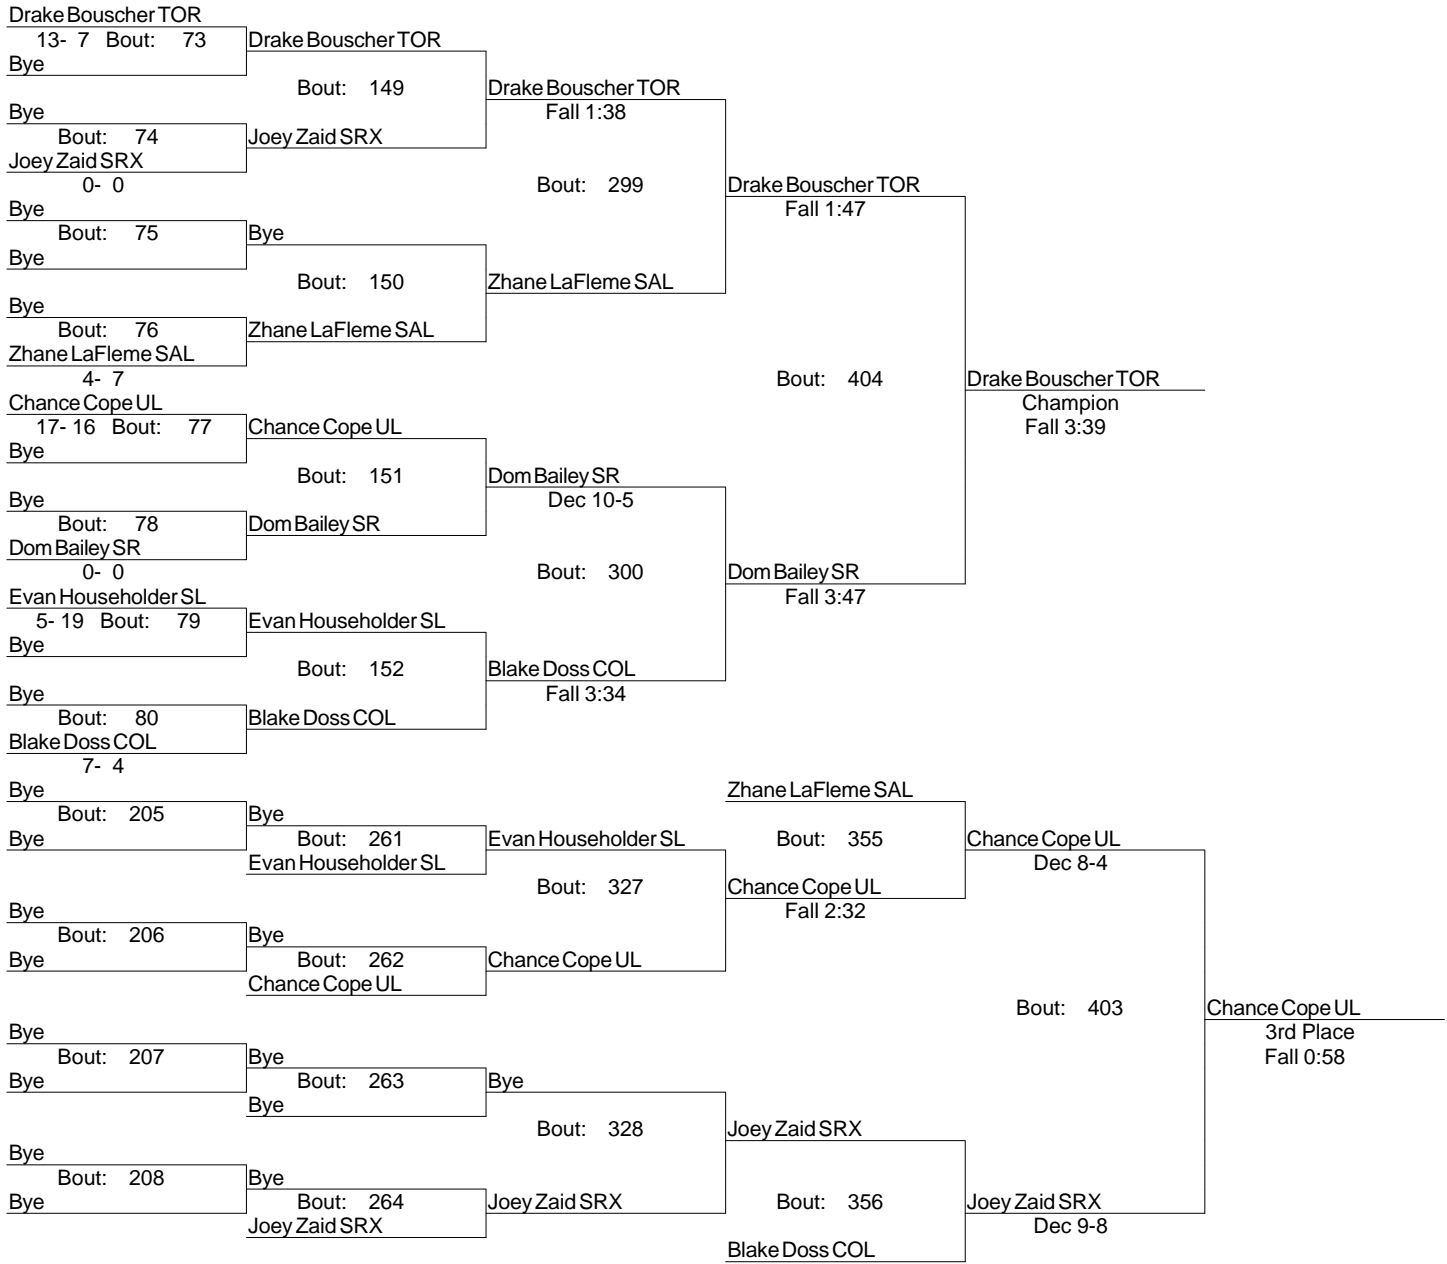 Drake Bouscher TOR
13- 7 Bout: 73 Drake Bouscher TOR
Bye
Bout: 149 Drake Bouscher TOR
Bye Fall 1:38
Bout: 74 Joey Zaid SRX
Joey Zaid SRX
0- 0 Bout: 299 Drake Bouscher TOR
Bye Fall 1:47
Bout: 75 Bye
Bye
Bout: 150 Zhane LaFleme SAL
Bye
Bout: 76 Zhane LaFleme SAL
Zhane LaFleme SAL
4- 7 Bout: 404 Drake Bouscher TOR
Chance Cope UL Champion
17- 16 Bout: 77 Chance Cope UL Fall 3:39
Bye
Bout: 151 Dom Bailey SR
Bye Dec 10-5
Bout: 78 Dom Bailey SR
Dom Bailey SR
0- 0 Bout: 300 Dom Bailey SR
Evan Householder SL Fall 3:47
5- 19 Bout: 79 Evan Householder SL
Bye
Bout: 152 Blake Doss COL
Bye Fall 3:34
Bout: 80 Blake Doss COL
Blake Doss COL
7- 4
Bye Zhane LaFleme SAL
Bout: 205 Bye
Bye Bout: 261 Evan Householder SL Bout: 355 Chance Cope UL
Evan Householder SL Dec 8-4
Bout: 327 Chance Cope UL
Bye Fall 2:32
Bout: 206 Bye
Bye Bout: 262 Chance Cope UL
Chance Cope UL
Bout: 403 Chance Cope UL
Bye 3rd Place
Bout: 207 Bye Fall 0:58
Bye Bout: 263 Bye
Bye
Bout: 328 Joey Zaid SRX
Bye
Bout: 208 Bye
Bye Bout: 264 Joey Zaid SRX Bout: 356 Joey Zaid SRX
Joey Zaid SRX Dec 9-8
Blake Doss COL